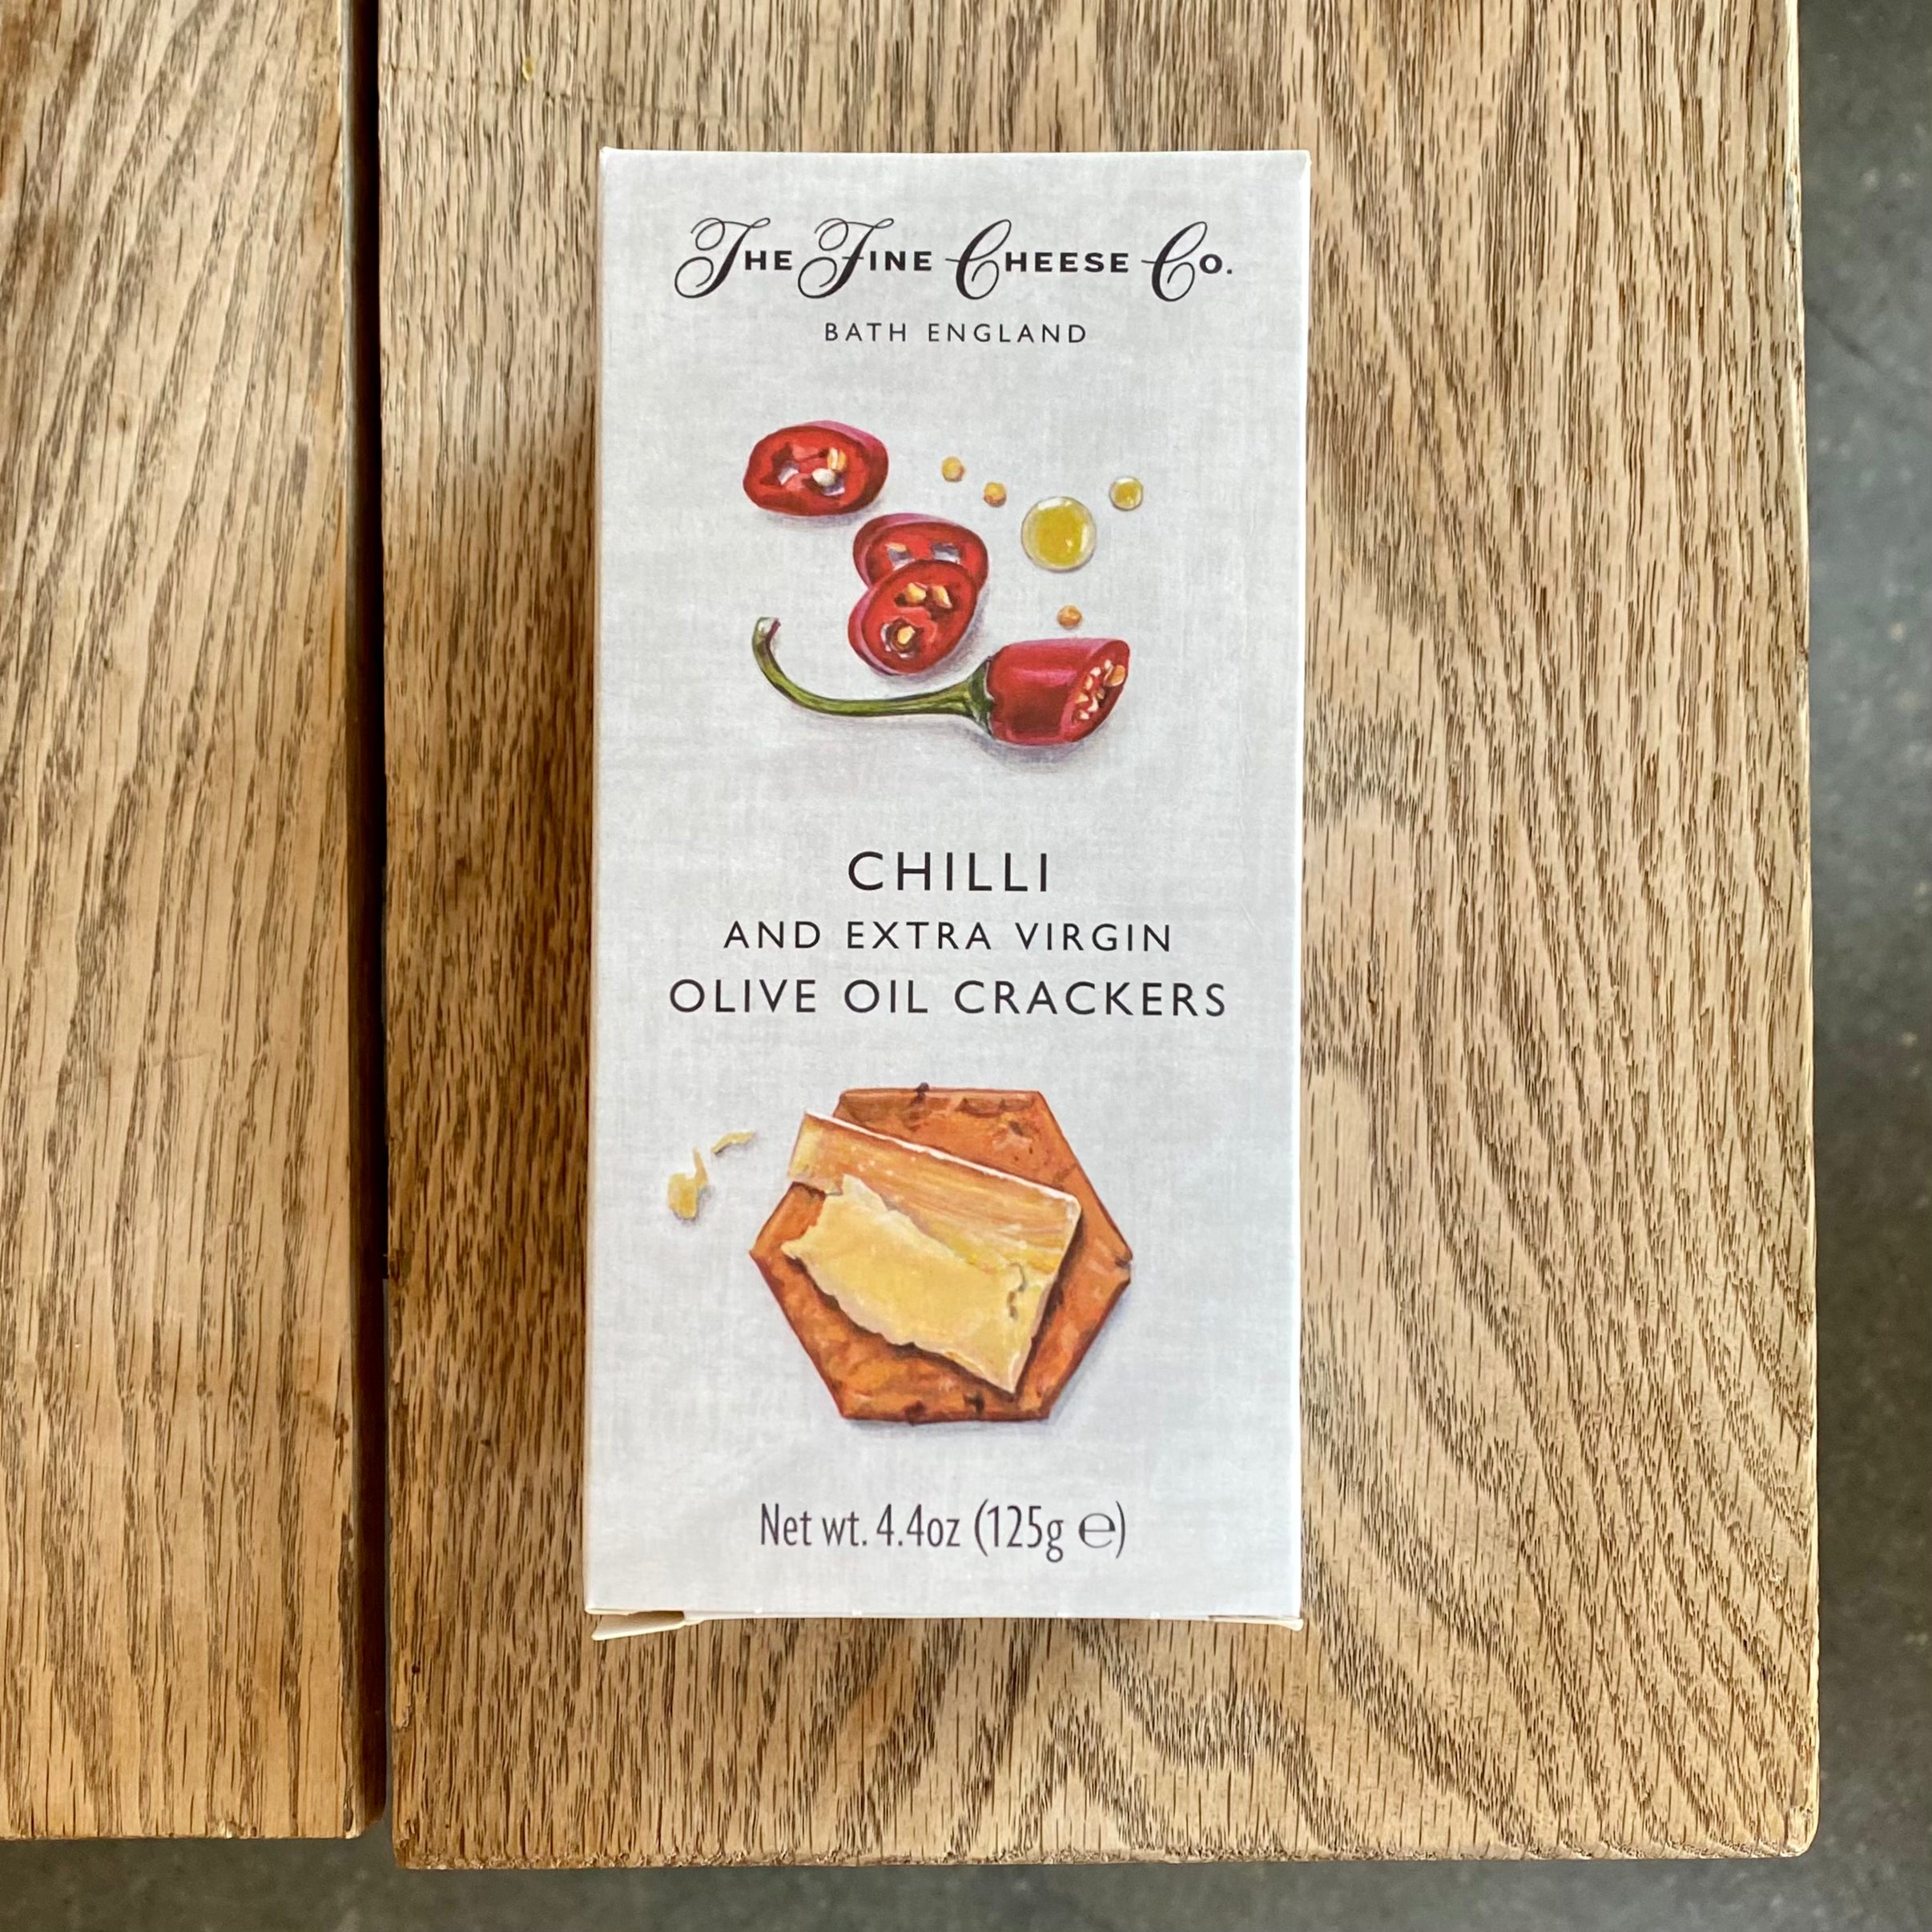 THE FINE CHEESE CO.
BATH ENGLAND
CHILLI
AND EXTRA VIRGIN
OLIVE OIL CRACKERS
Net wt. 4.4oz (125g ℮)